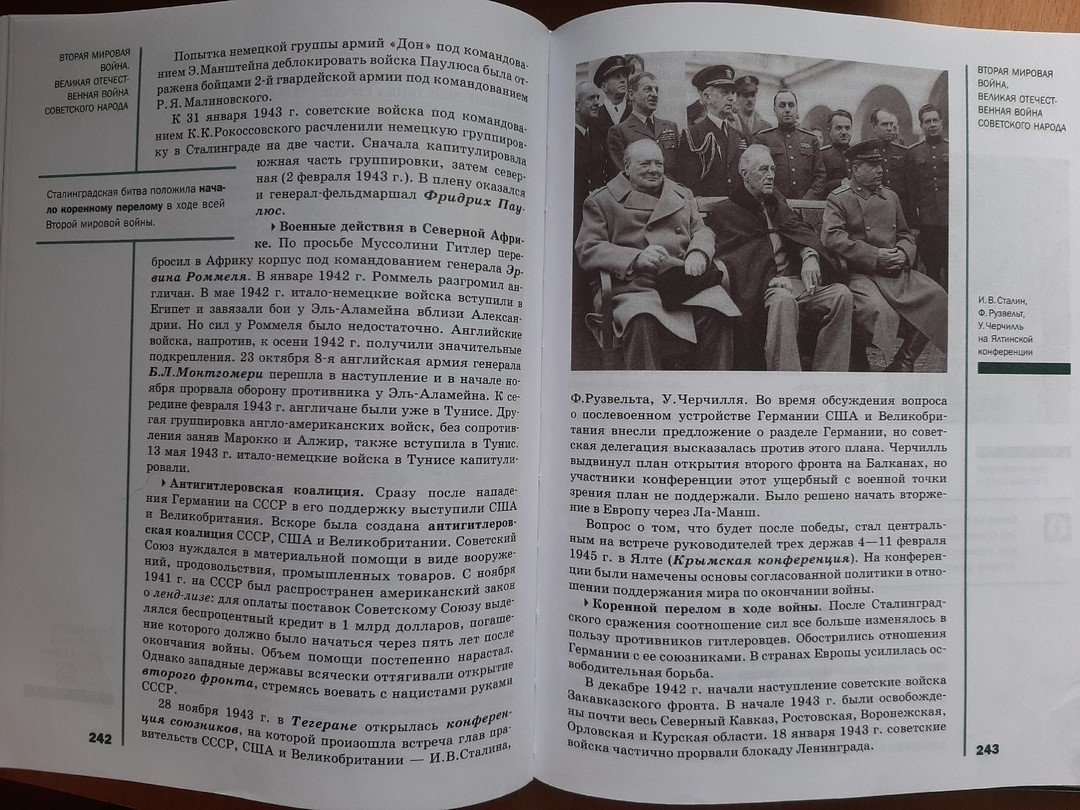 ВТОРАЯ МИРОВАЯ
ВОЙНА.
ВЕЛИКАЯ ОТЕЧЕСТ-
ВЕННАЯ ВОЙНА
СОВЕТСКОГО НАРОДА
Попытка немецкой группы армий «Дон» под командова-
нием Э.Манштейна деблокировать войска Паулюса была от-
ражена бойцами 2-й гвардейской армии под командованием
Р.Я.Малиновского.
К 31 января 1943 г. советские войска под командова-
нием К.К.Рокоссовского расчленили немецкую группиров-
ку в Сталинграде на две части. Сначала капитулировала
южная часть группировки, затем север-
ная (2 февраля 1943 г.). В плену оказался
и генерал-фельдмаршал Фридрих Пау-
люс.
Сталинградская битва положила нача-
ло коренному перелому в ходе всей
Второй мировой войны.
Военные действия в Северной Афри-
ке. По просьбе Муссолини Гитлер пере-
бросил в Африку корпус под командованием генерала Эр-
вина Роммеля. В январе 1942 г. Роммель разгромил ан-
гличан. В мае 1942 г. итало-немецкие войска вступили в
Египет и завязали бои у Эль-Аламейна вблизи Алексан-
дрии. Но сил у Роммеля было недостаточно. Английские
войска, напротив, к осени 1942 г. получили значительные
подкрепления. 23 октября 8-я английская армия генерала
Б.Л.Монтгомери перешла в наступление и в начале но-
ября прорвала оборону противника у Эль-Аламейна. К се-
редине февраля 1943 г. англичане были уже в Тунисе. Дру-
гая группировка англо-американских войск, без сопротив-
ления заняв Марокко и Алжир, также вступила в Тунис.
13 мая 1943 г. итало-немецкие войска в Тунисе капитули-
ровали.
Антигитлеровская коалиция. Сразу после нападе-
ния Германии на СССР в его поддержку выступили США
и Великобритания. Вскоре была создана антигитлеров-
ская коалиция СССР, США и Великобритании. Советский
Союз нуждался в материальной помощи в виде вооруже-
ний, продовольствия, промышленных товаров. С ноября
1941 г. на СССР был распространен американский закон
о ленд-лизе: для оплаты поставок Советскому Союзу выде-
лялся беспроцентный кредит в 1 млрд долларов, погаше-
ние которого должно было начаться через пять лет после
окончания войны. Объем помощи постепенно нарастал.
Однако западные державы всячески оттягивали открытие
второго фронта, стремясь воевать с нацистами руками
СССР.
28 ноября 1943 г. в Тегеране открылась конферен-
ция союзников, на которой произошла встреча глав пра-
вительств СССР, США и Великобритании — И.В.Сталина,
242
ВТОРАЯ МИРОВАЯ
ВОЙНА.
ВЕЛИКАЯ ОТЕЧЕСТ-
ВЕННАЯ ВОЙНА
СОВЕТСКОГО НАРОДА
И.В.Сталин,
Ф.Рузвельт,
У.Черчилль
на Ялтинской
конференции
Ф.Рузвельта, У.Черчилля. Во время обсуждения вопроса
о послевоенном устройстве Германии США и Великобри-
тания внесли предложение о разделе Германии, но совет-
ская делегация высказалась против этого плана. Черчилль
выдвинул план открытия второго фронта на Балканах, но
участники конференции этот ущербный с военной точки
зрения план не поддержали. Было решено начать вторже-
ние в Европу через Ла-Манш.
Вопрос о том, что будет после победы, стал централь-
ным на встрече руководителей трех держав 4—11 февраля
1945 г. в Ялте (Крымская конференция). На конферен-
ции были намечены основы согласованной политики в отно-
шении поддержания мира по окончании войны.
Коренной перелом в ходе войны. После Сталинград-
ского сражения соотношение сил все больше изменялось в
пользу противников гитлеровцев. Обострились отношения
Германии с ее союзниками. В странах Европы усилилась ос-
вободительная борьба.
В декабре 1942 г. начали наступление советские войска
Закавказского фронта. В начале 1943 г. были освобожде-
ны почти весь Северный Кавказ, Ростовская, Воронежская,
Орловская и Курская области. 18 января 1943 г. советские
войска частично прорвали блокаду Ленинграда.
243